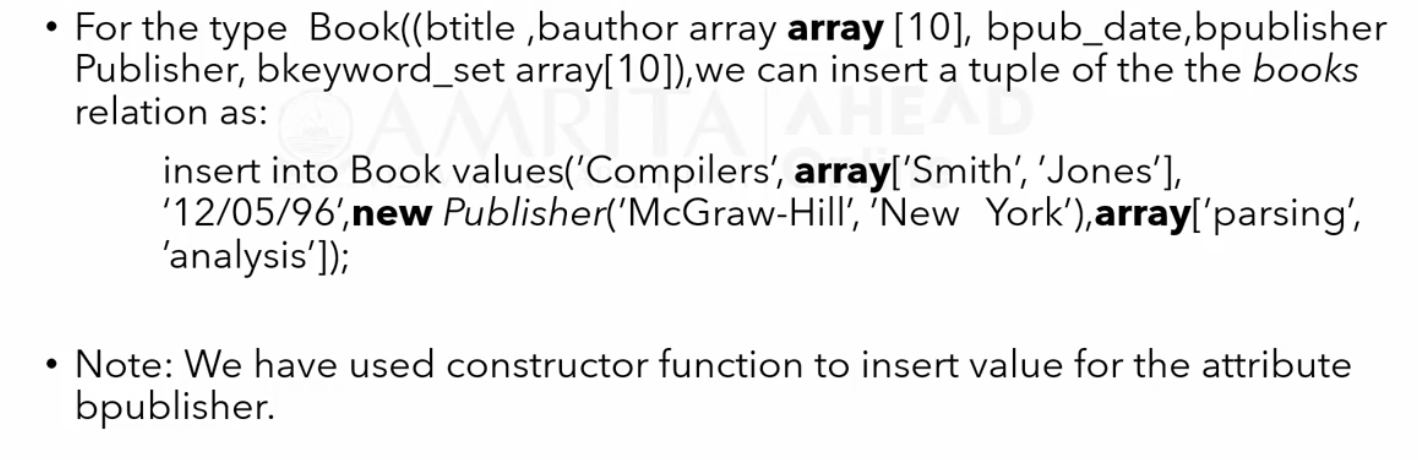 • For the type Book((btitle ,bauthor array array [10], bpub_date,bpublisher
Publisher, bkeyword_set array[10]),we can insert a tuple of the the books
relation as:
AMRITA AHEAD
Online
insert into Book values('Compilers', array['Smith', 'Jones'],
'12/05/96',new Publisher('McGraw-Hill', 'New York'),array['parsing',
'analysis']);
• Note: We have used constructor function to insert value for the attribute
bpublisher.